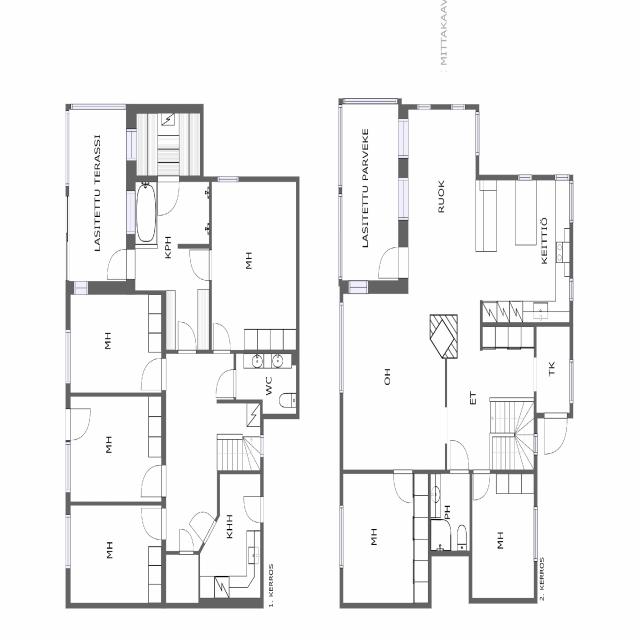 : MITTAKAAV
LASITETTU TERASSI
KPH
MH
MH
WC
MH
MH
KHH
1. KERROS
LASITETTU PARVEKE
RUOK
KEITTIÖ
OH
ET
TK
MH
PH
MH
2. KERROS